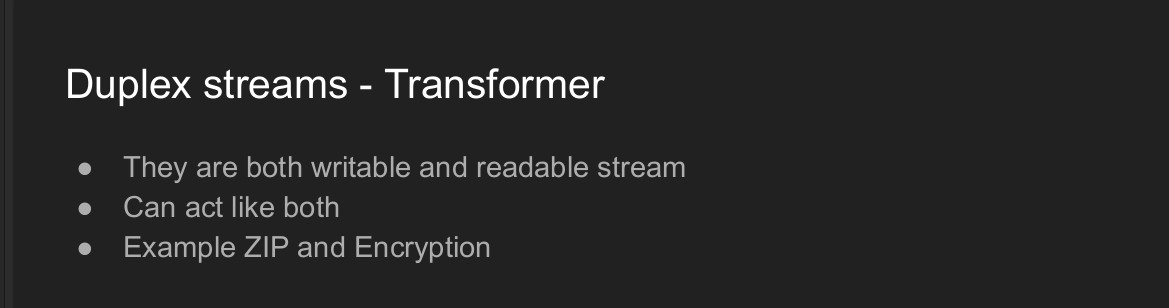 Duplex streams - Transformer
● They are both writable and readable stream
● Can act like both
● Example ZIP and Encryption